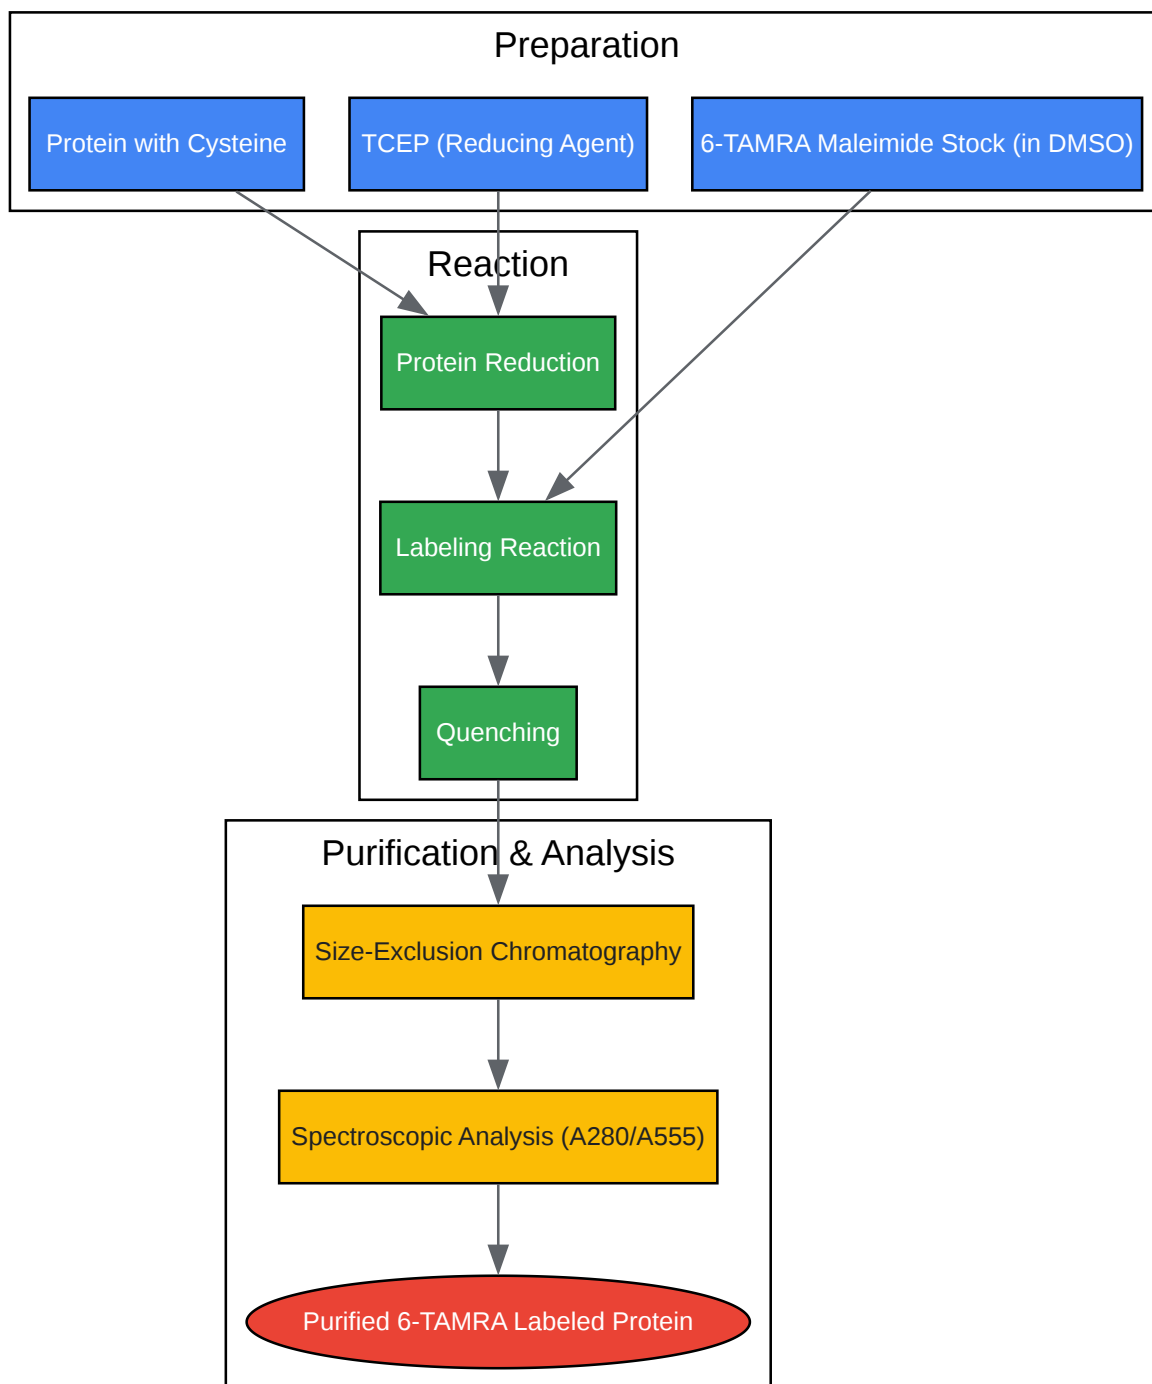 Preparation
Protein with Cysteine
TCEP (Reducing Agent)
6-TAMRA Maleimide Stock (in DMSO)
Reaction
Protein Reduction
Labeling Reaction
Quenching
Purification & Analysis
Size-Exclusion Chromatography
Spectroscopic Analysis (A280/A555)
Purified 6-TAMRA Labeled Protein